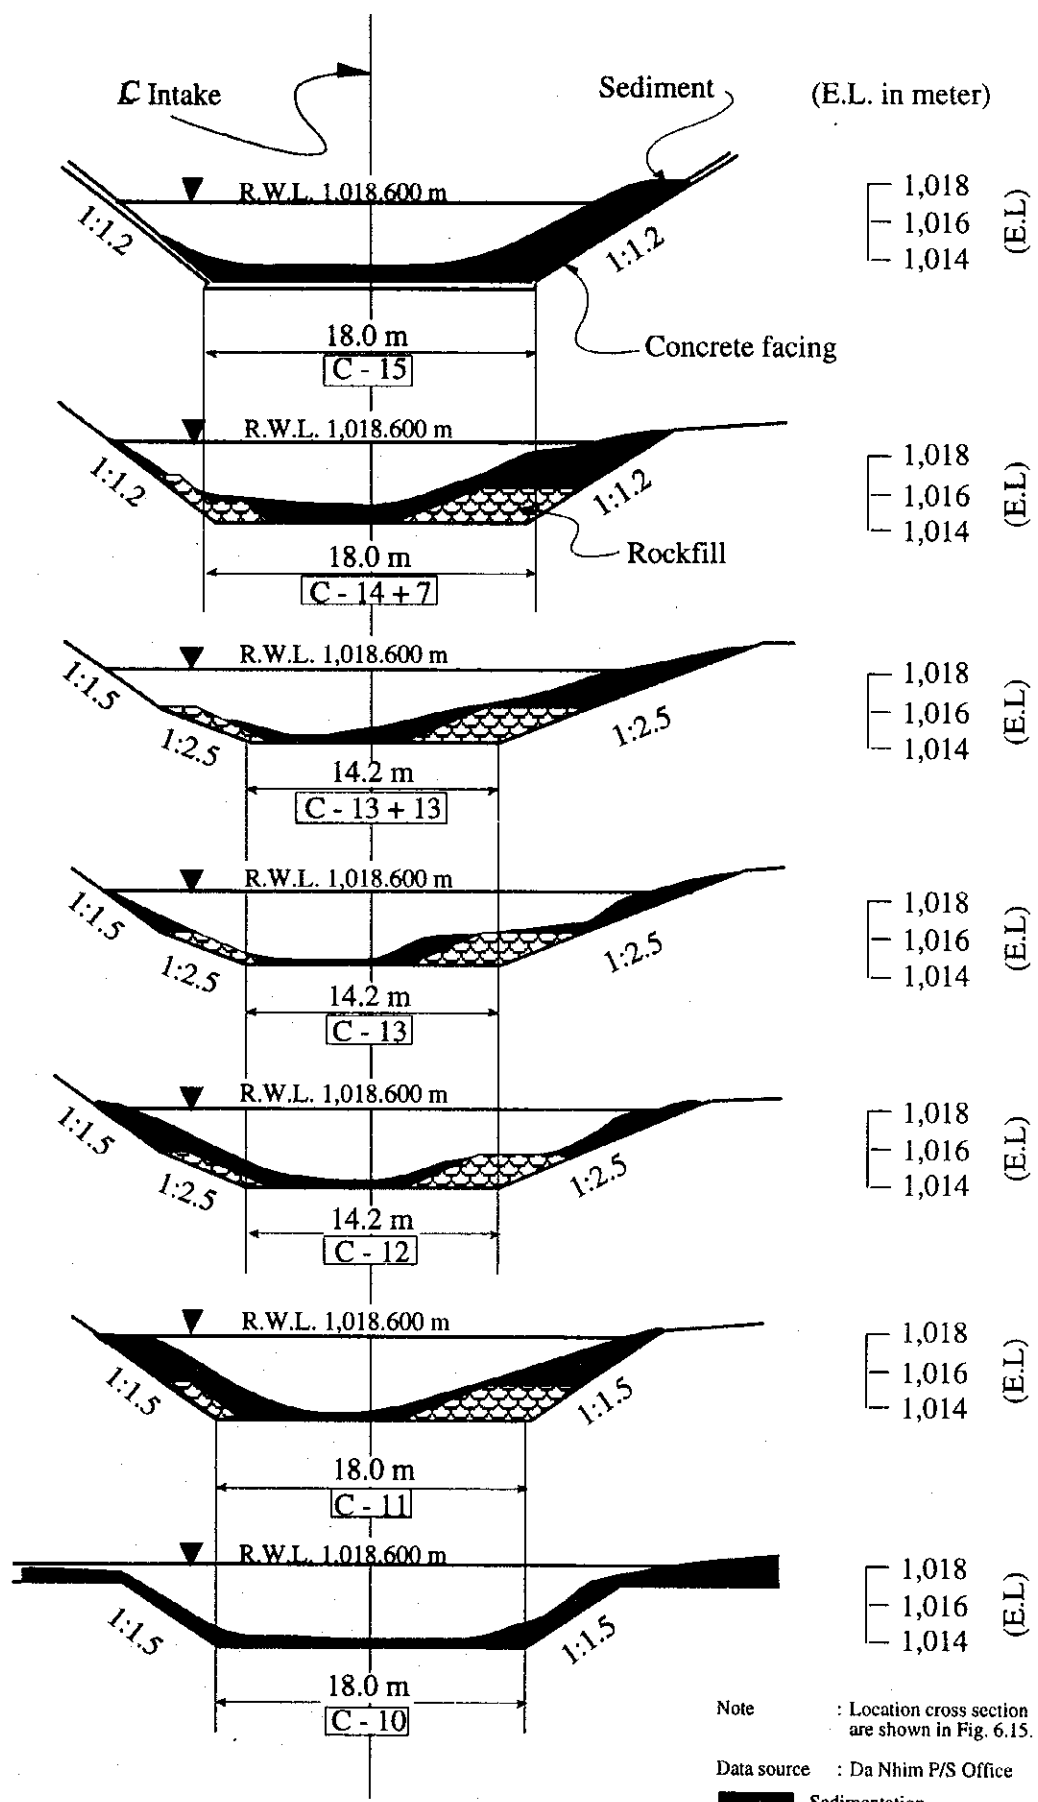 ℄ Intake
Sediment
(E.L. in meter)
R.W.L. 1,018.600 m
1:1.2
1:1.2
1,018
1,016
1,014
(E.L)
18.0 m
C - 15
Concrete facing
R.W.L. 1,018.600 m
1:1.2
1:1.2
1,018
1,016
1,014
(E.L)
Rockfill
18.0 m
C - 14 + 7
R.W.L. 1,018.600 m
1:1.5
1:2.5
1:2.5
1,018
1,016
1,014
(E.L)
14.2 m
C - 13 + 13
R.W.L. 1,018.600 m
1:1.5
1:2.5
1:2.5
1,018
1,016
1,014
(E.L)
14.2 m
C - 13
R.W.L. 1,018.600 m
1:1.5
1:2.5
1:2.5
1,018
1,016
1,014
(E.L)
14.2 m
C - 12
R.W.L. 1,018.600 m
1:1.5
1:1.5
1,018
1,016
1,014
(E.L)
18.0 m
C - 11
R.W.L. 1,018.600 m
1:1.5
1:1.5
1,018
1,016
1,014
(E.L)
18.0 m
C - 10
Note : Location cross section
are shown in Fig. 6.15.
Data source : Da Nhim P/S Office
Sedimentation